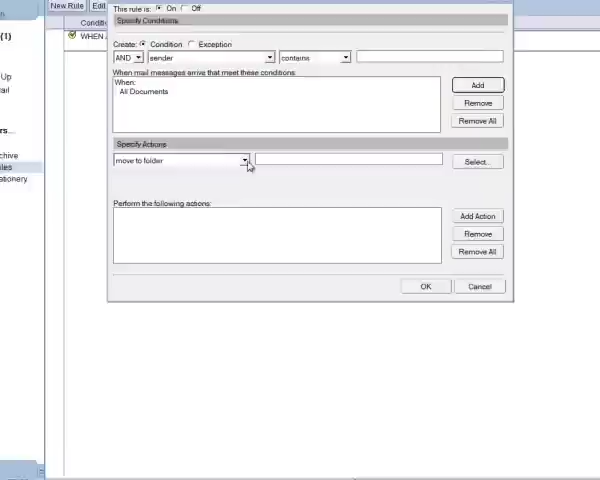 New Rule Edit
This rule is: On Off
Specify Conditions
Conditi
{1}
WHEN
Create: Condition Exception
AND sender contains
When mail messages arrive that meet these conditions:
Up
When:
Add
ail
All Documents
Remove
Remove All
rs...
Specify Actions
chive
move to folder
Select...
les
ationery
Perform the following actions:
Add Action
Remove
Remove All
OK Cancel